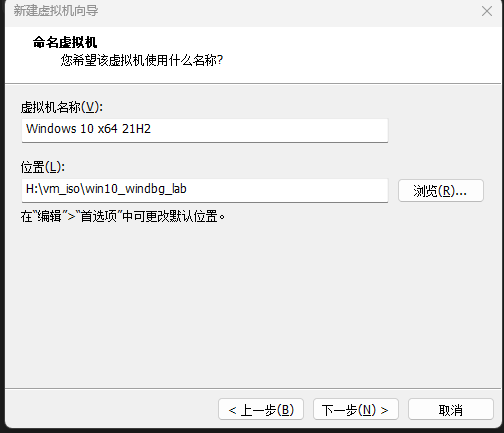 新建虚拟机向导
命名虚拟机
您希望该虚拟机使用什么名称?
虚拟机名称(V):
Windows 10 x64 21H2
位置(L):
H:\vm_iso\win10_windbg_lab
浏览(R)...
在“编辑”>“首选项”中可更改默认位置。
< 上一步(B)
下一步(N) >
取消